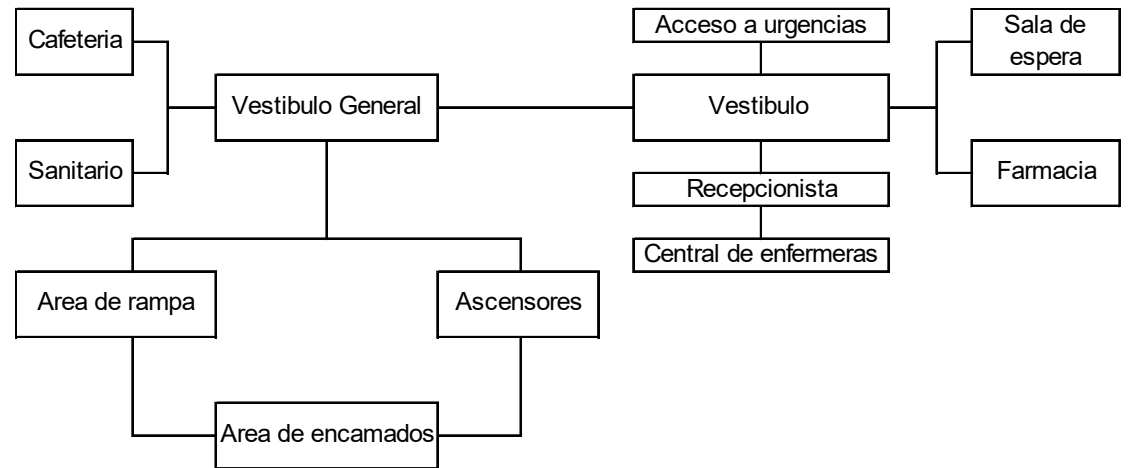 Cafeteria
Acceso a urgencias
Sala de
espera
Vestibulo General
Vestibulo
Sanitario
Recepcionista
Farmacia
Central de enfermeras
Area de rampa
Ascensores
Area de encamados